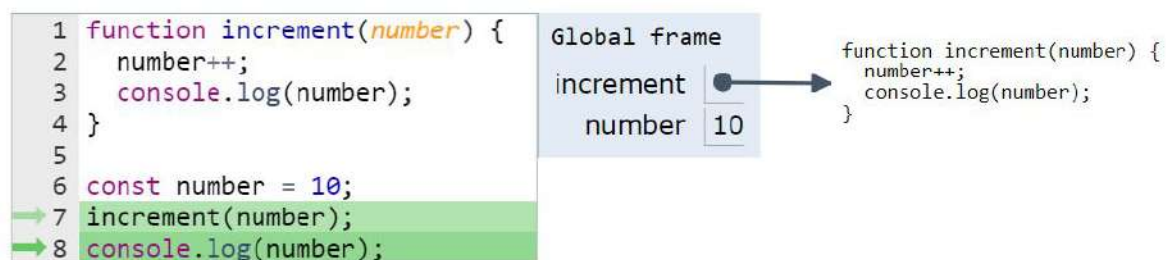 1 function increment(number) {
2   number++;
3   console.log(number);
4 }
5
6 const number = 10;
7 increment(number);
8 console.log(number);
Global frame
increment
number 10
function increment(number) {
  number++;
  console.log(number);
}